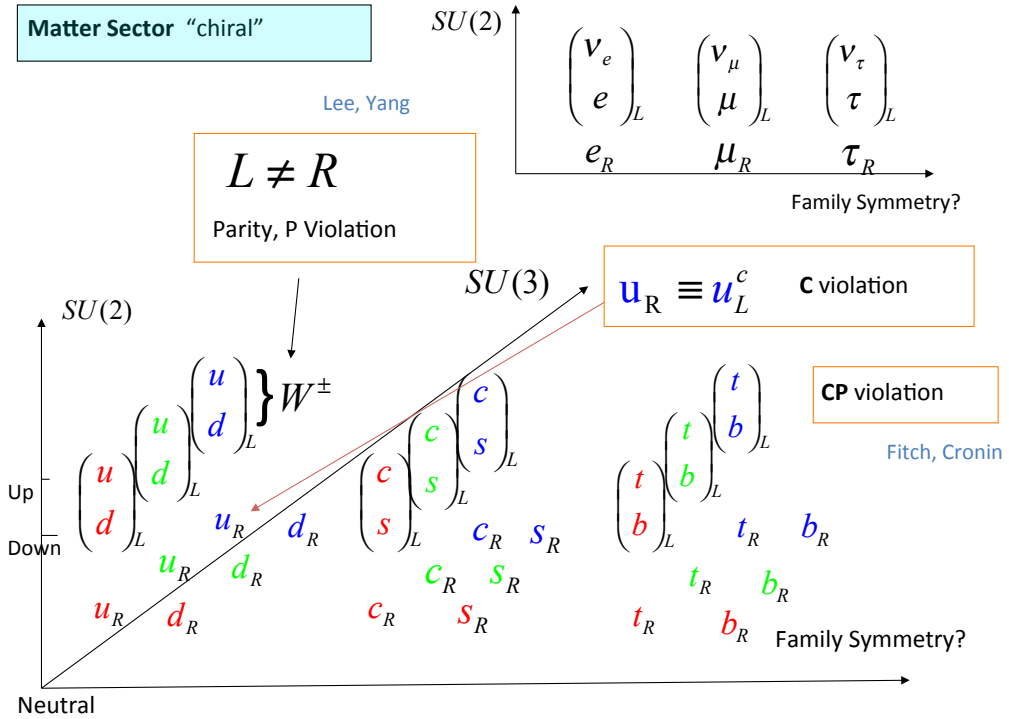 Matter Sector “chiral”
SU(2)
(ν_e e)_L (ν_μ μ)_L (ν_τ τ)_L
e_R μ_R τ_R
Family Symmetry?
Lee, Yang
L ≠ R
Parity, P Violation
SU(3)
u_R ≡ u_L^c C violation
SU(2)
(u d)_L (u d)_L (u d)_L } W^±
(c s)_L (c s)_L (c s)_L
(t b)_L (t b)_L (t b)_L
CP violation
Fitch, Cronin
Up
Down
u_R d_R c_R s_R t_R b_R
u_R d_R c_R s_R t_R b_R
u_R d_R c_R s_R t_R b_R
Family Symmetry?
Neutral